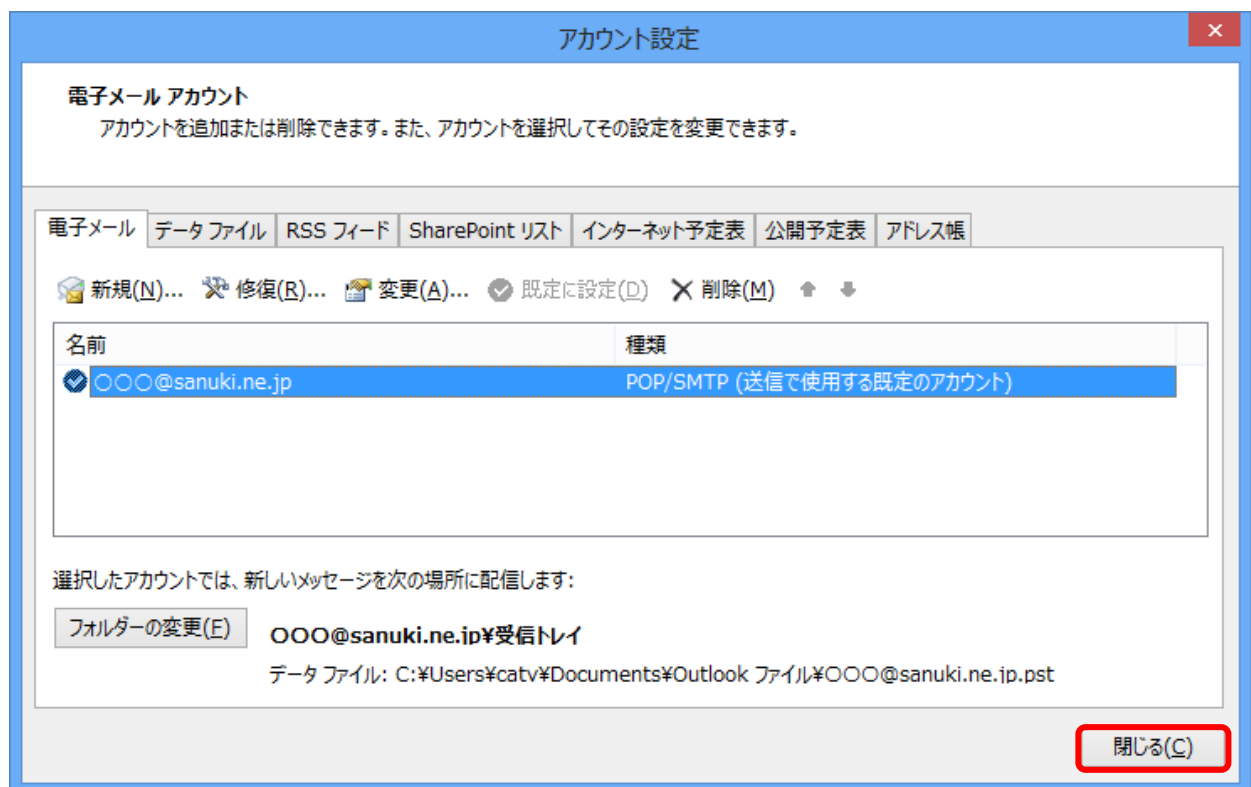 アカウント設定
電子メール アカウント
アカウントを追加または削除できます。また、アカウントを選択してその設定を変更できます。
電子メール データ ファイル RSS フィード SharePoint リスト インターネット予定表 公開予定表 アドレス帳
新規(N)... 修復(R)... 変更(A)... 既定に設定(D) 削除(M)
名前 種類
〇〇〇@sanuki.ne.jp POP/SMTP (送信で使用する既定のアカウント)
選択したアカウントでは、新しいメッセージを次の場所に配信します:
フォルダーの変更(F) 〇〇〇@sanuki.ne.jp¥受信トレイ
データ ファイル: C:¥Users¥catv¥Documents¥Outlook ファイル¥〇〇〇@sanuki.ne.jp.pst
閉じる(C)